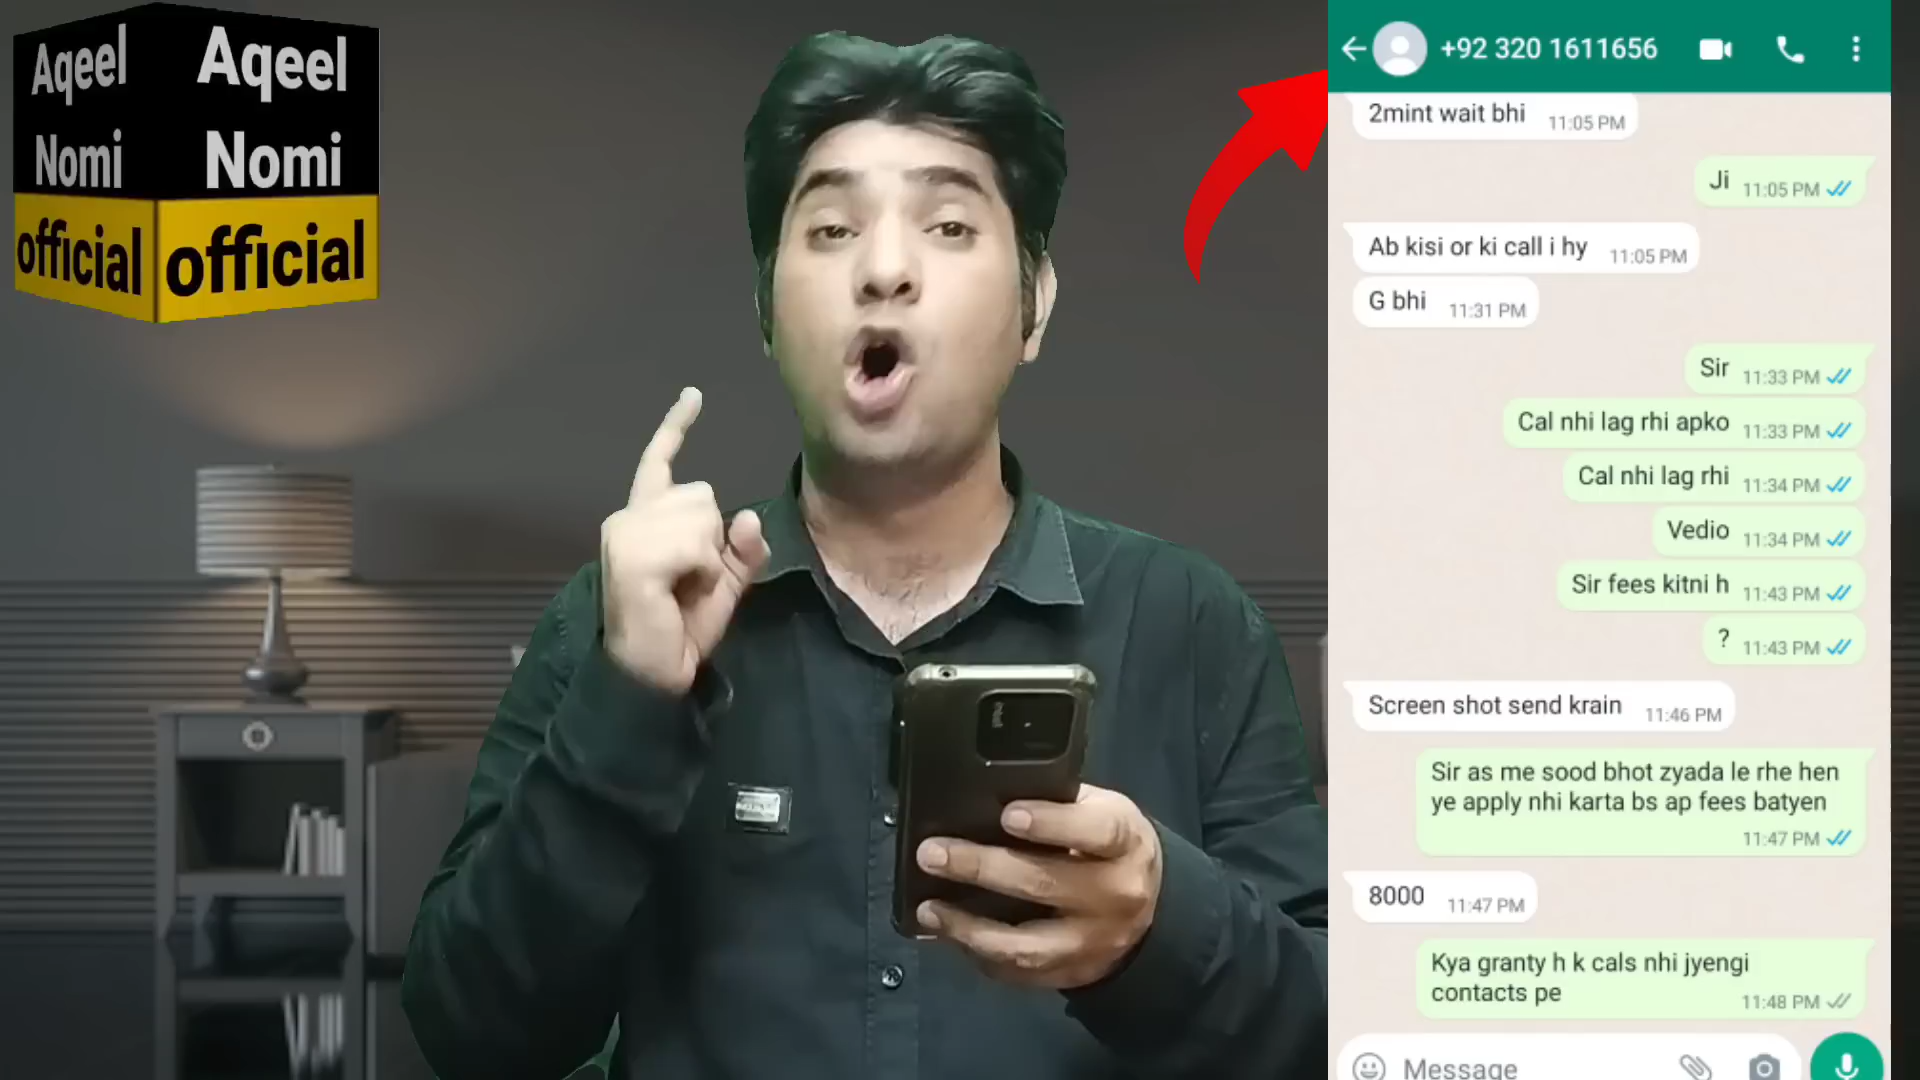 Aqeel
Nomi
official
Aqeel
Nomi
official
+92 320 1611656
2mint wait bhi 11:05 PM
Ji 11:05 PM
Ab kisi or ki call i hy 11:05 PM
G bhi 11:31 PM
Sir 11:33 PM
Cal nhi lag rhi apko 11:33 PM
Cal nhi lag rhi 11:34 PM
Vedio 11:34 PM
Sir fees kitni h 11:43 PM
? 11:43 PM
Screen shot send krain 11:46 PM
Sir as me sood bhot zyada le rhe hen
ye apply nhi karta bs ap fees batyen
11:47 PM
8000 11:47 PM
Kya granty h k cals nhi jyengi
contacts pe 11:48 PM
Message